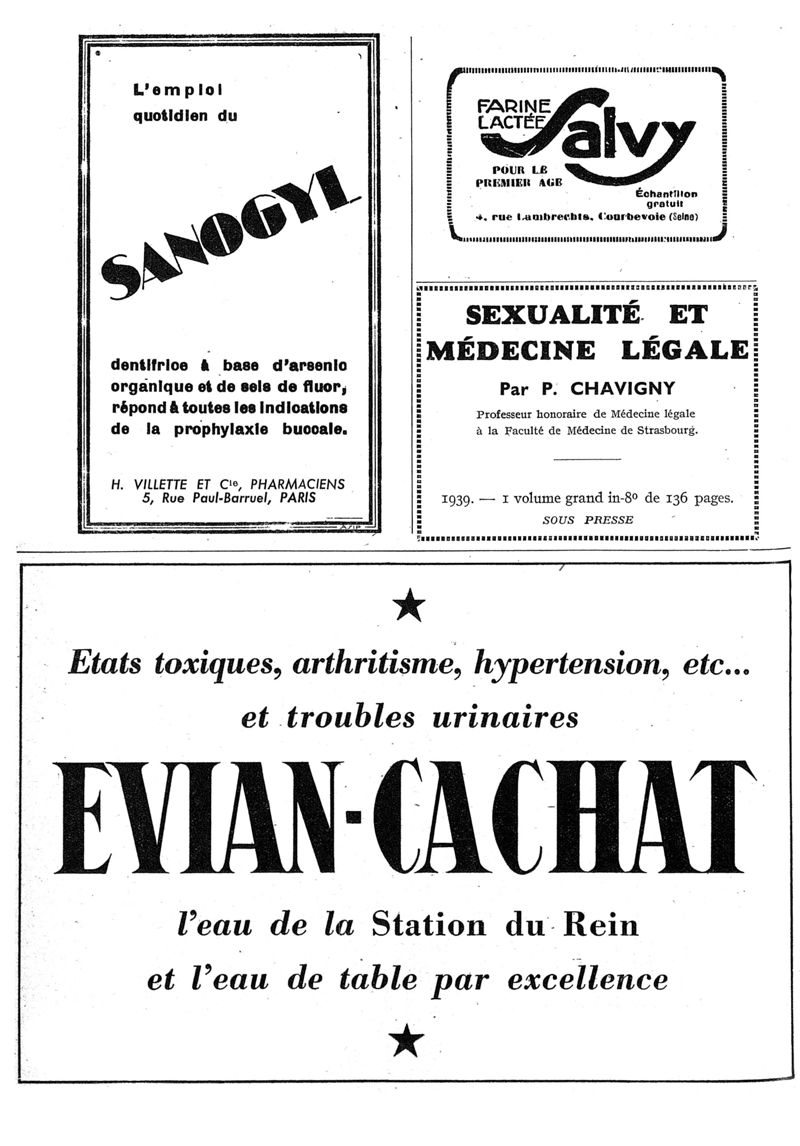 L'emploi
quotidien du
SANOGYL
dentifrice à base d'arsenic
organique et de sels de fluor,
répond à toutes les indications
de la prophylaxie buccale.
H. VILLETTE ET Cie, PHARMACIENS
5, Rue Paul-Barruel, PARIS
FARINE
LACTÉE
Salvy
POUR LE
PREMIER AGE
Échantillon
gratuit
4, rue Lambrechts, Courbevoie (Seine)
SEXUALITÉ ET
MÉDECINE LÉGALE
Par P. CHAVIGNY
Professeur honoraire de Médecine légale
à la Faculté de Médecine de Strasbourg.
1939. — 1 volume grand in-8º de 136 pages.
SOUS PRESSE
Etats toxiques, arthritisme, hypertension, etc...
et troubles urinaires
EVIAN-CACHAT
l'eau de la Station du Rein
et l'eau de table par excellence